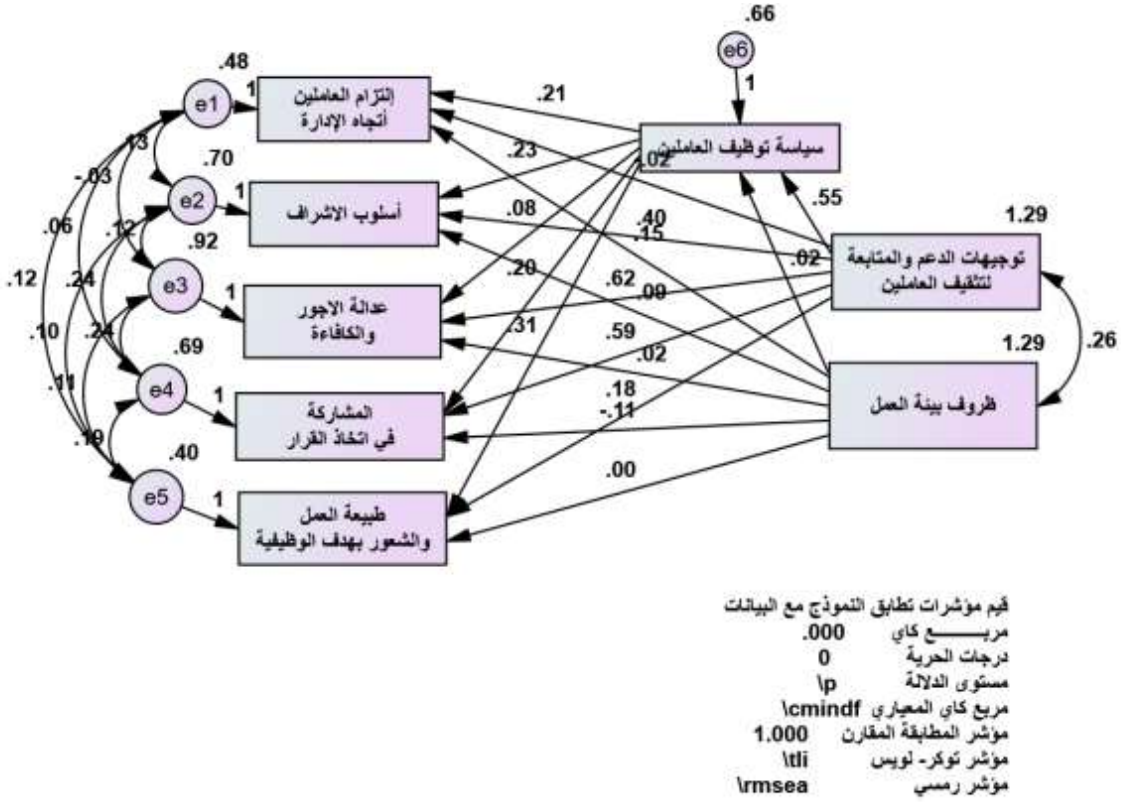 .66
e6
1
.48
e1
1
إلتزام العاملين
أتجاه الإدارة
.21
سياسة توظيف العاملين
.13
.23
.02
-.03
.70
e2
1
أسلوب الاشراف
.08
.40
.15
.55
1.29
.06
.12
.92
توجيهات الدعم والمتابعة
لتثقيف العاملين
.02
.12
.24
e3
1
عدالة الاجور
والكافاءة
.20
.62
.09
.10
.24
.31
.59
.02
1.29
.26
.69
e4
1
المشاركة
في اتخاذ القرار
.18
-.11
ظروف بيئة العمل
.11
.19
.40
e5
1
طبيعة العمل
والشعور بهدف الوظيفية
.00
قيم مؤشرات تطابق النموذج مع البيانات
مربـــــع كاي .000
درجات الحرية 0
مستوى الدلالة \p
مربع كاي المعياري \cmindf
مؤشر المطابقة المقارن 1.000
مؤشر توكر- لويس \tli
مؤشر رمسي \rmsea